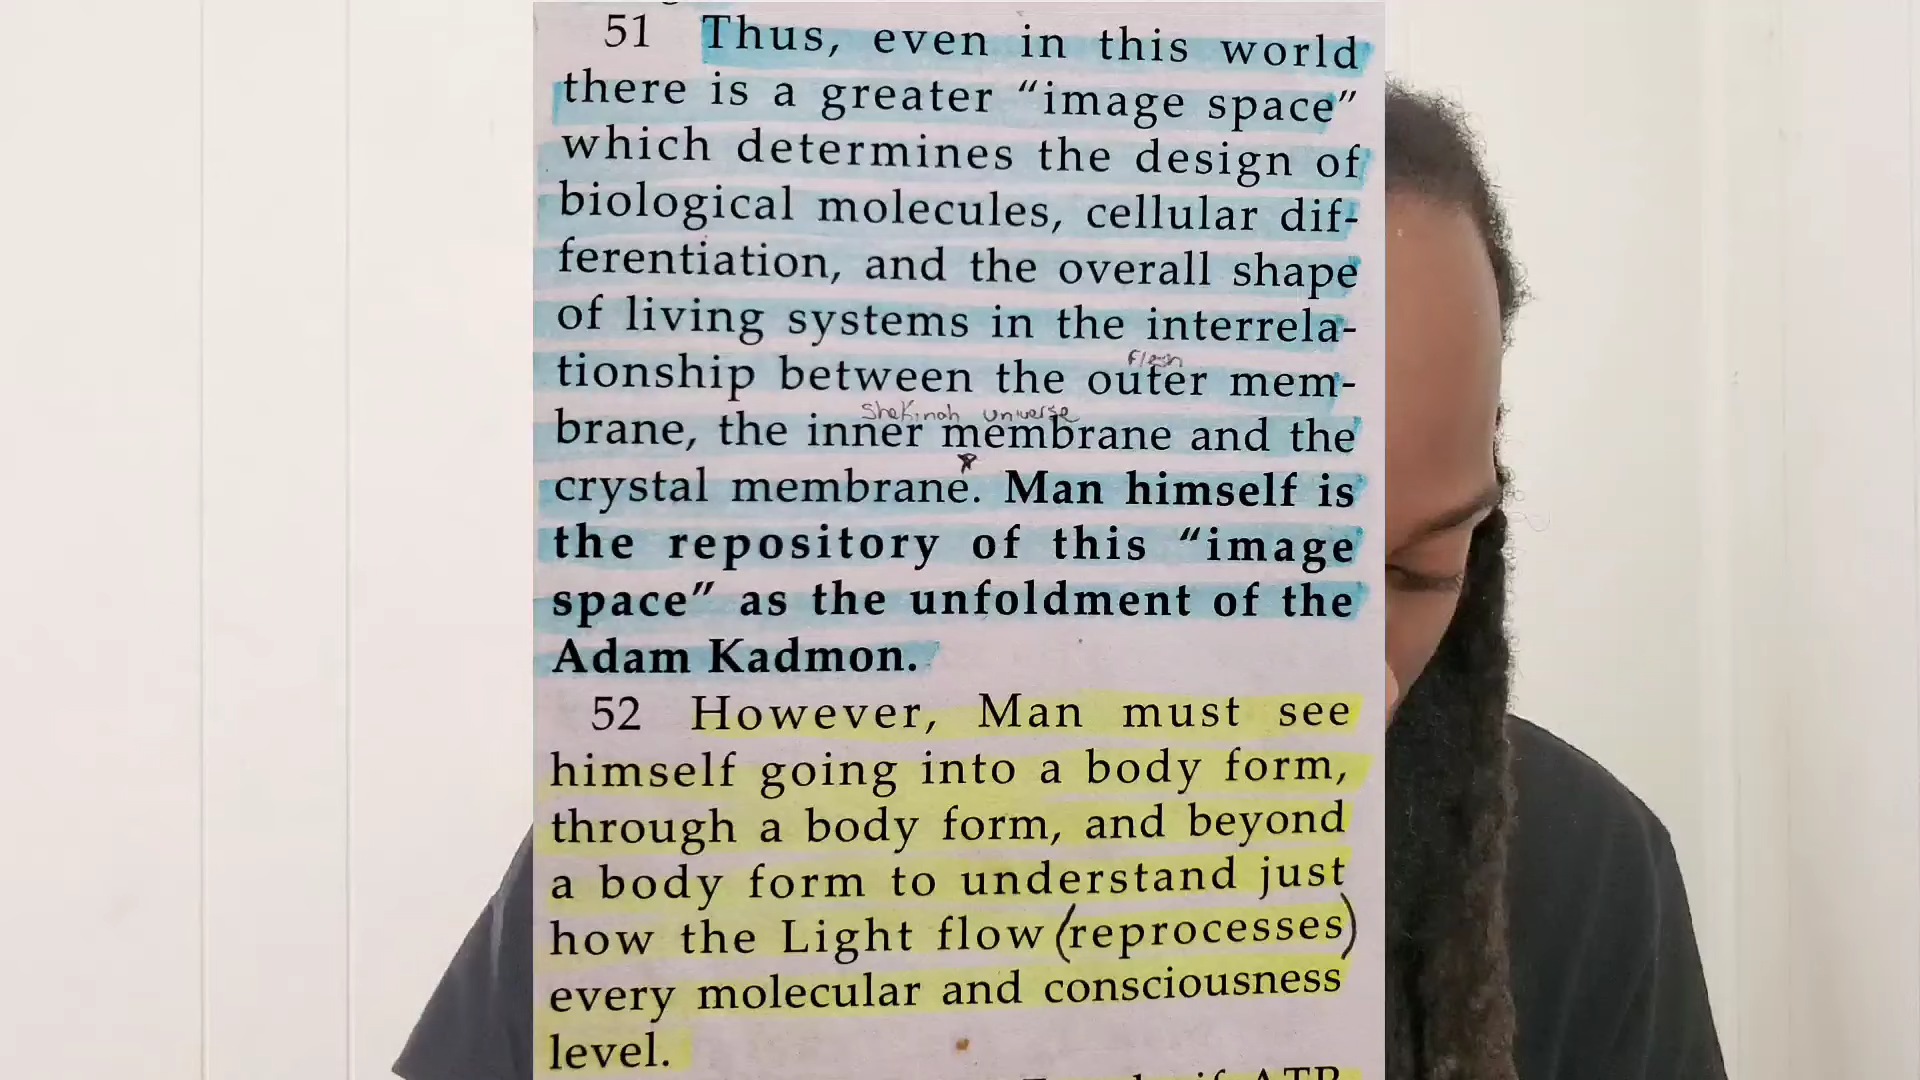 51 Thus, even in this world
there is a greater “image space”
which determines the design of
biological molecules, cellular dif-
ferentiation, and the overall shape
of living systems in the interrela-
flesh
tionship between the outer mem-
Shekinah universe
brane, the inner membrane and the
crystal membrane. Man himself is
the repository of this “image
space” as the unfoldment of the
Adam Kadmon.
52 However, Man must see
himself going into a body form,
through a body form, and beyond
a body form to understand just
how the Light flow (reprocesses)
every molecular and consciousness
level.